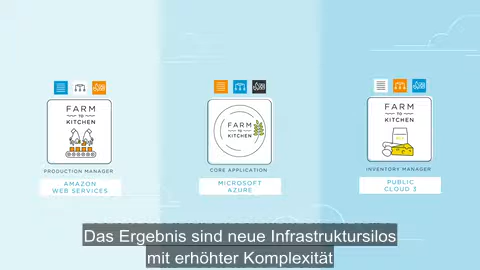 FARM
TO
KITCHEN
PRODUCTION MANAGER
AMAZON
WEB SERVICES
FARM
TO
KITCHEN
CORE APPLICATION
MICROSOFT
AZURE
FARM
TO
KITCHEN
INVENTORY MANAGER
PUBLIC
CLOUD 3
Das Ergebnis sind neue Infrastruktursilos
mit erhöhter Komplexität